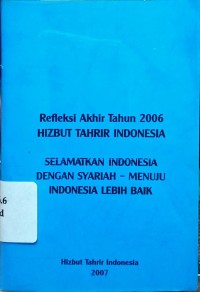 Refleksi Akhir Tahun 2006
HIZBUT TAHRIR INDONESIA
SELAMATKAN INDONESIA
DENGAN SYARIAH - MENUJU
INDONESIA LEBIH BAIK
.6
d
Hizbut Tahrir Indonesia
2007